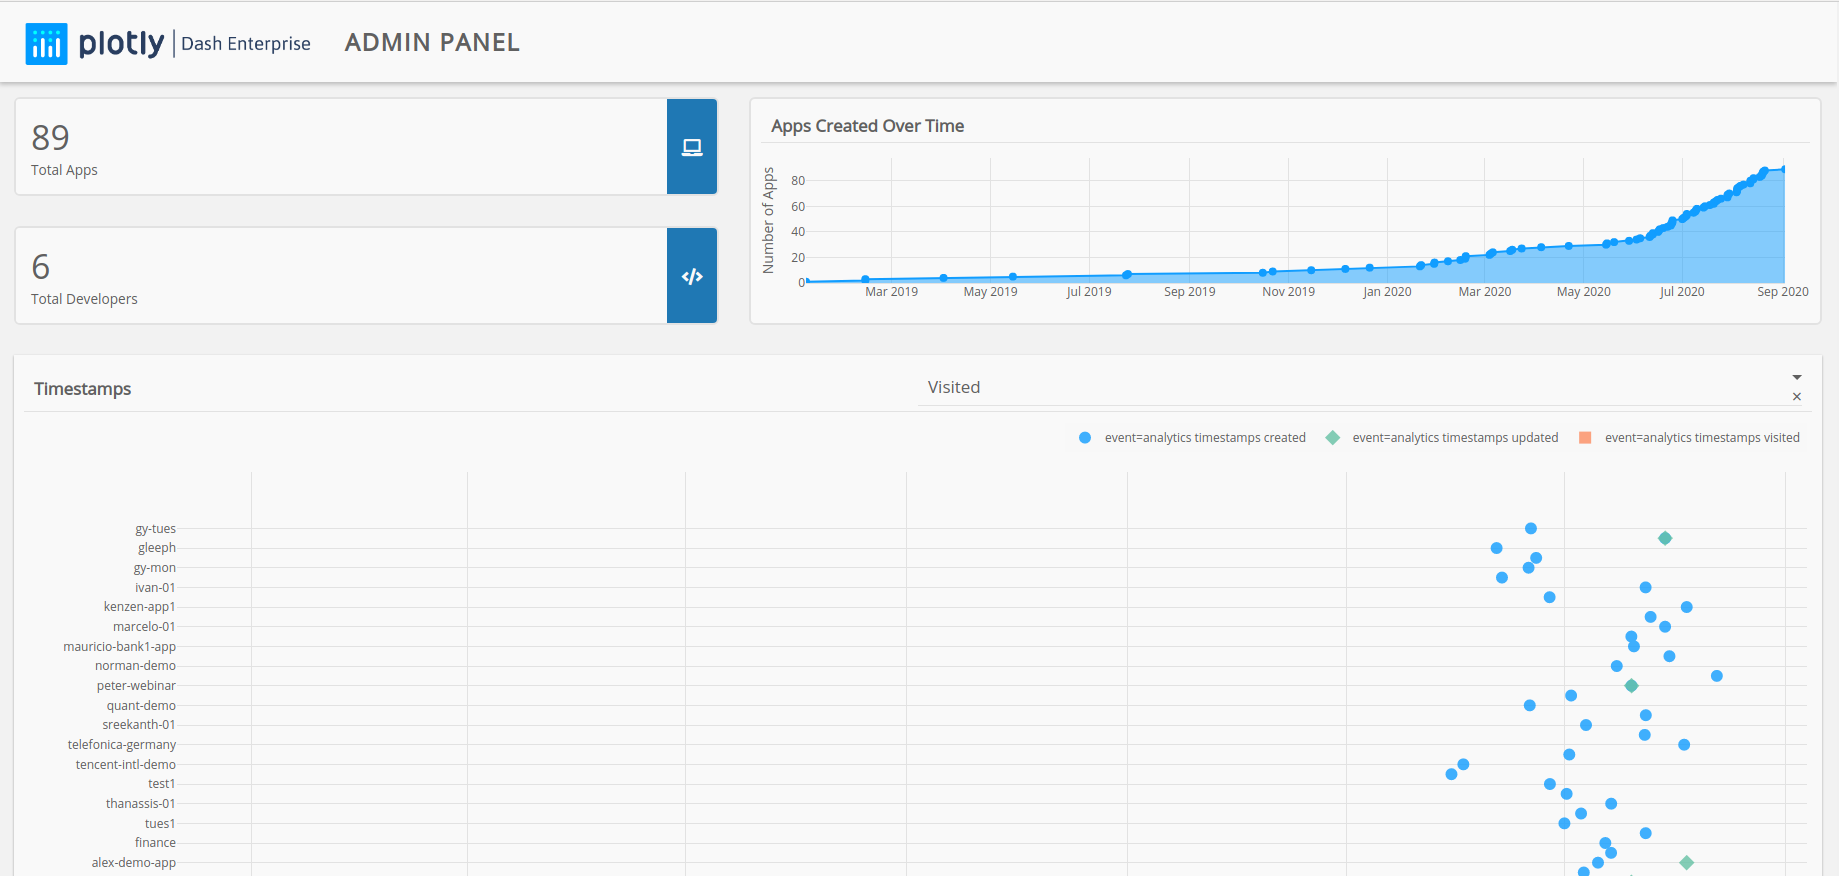 plotly | Dash Enterprise ADMIN PANEL
89
Total Apps
6
Total Developers
Apps Created Over Time
Number of Apps
80
60
40
20
0
Mar 2019 May 2019 Jul 2019 Sep 2019 Nov 2019 Jan 2020 Mar 2020 May 2020 Jul 2020 Sep 2020
Timestamps
Visited
event=analytics timestamps created event=analytics timestamps updated event=analytics timestamps visited
gy-tues
gleeph
gy-mon
ivan-01
kenzen-app1
marcelo-01
mauricio-bank1-app
norman-demo
peter-webinar
quant-demo
sreekanth-01
telefonica-germany
tencent-intl-demo
test1
thanassis-01
tues1
finance
alex-demo-app